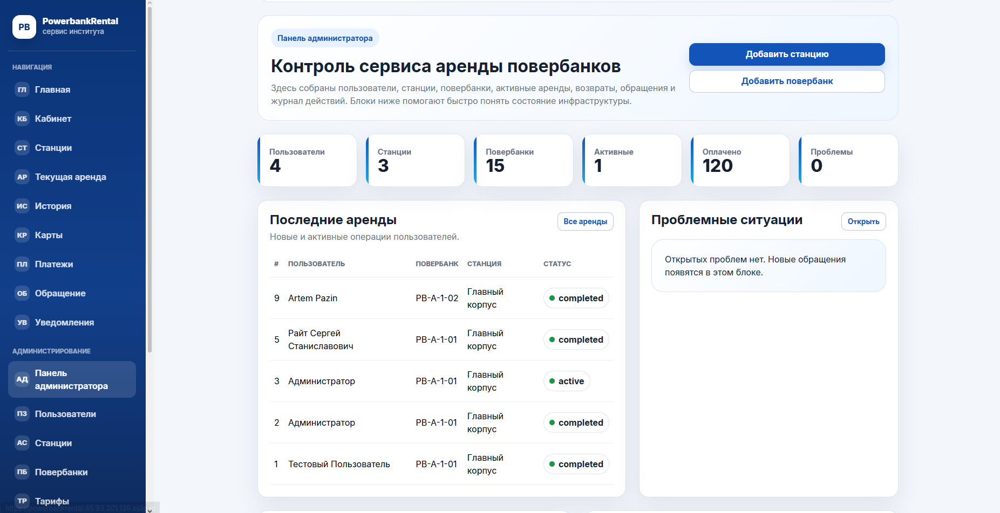 PB
PowerbankRental
сервис института
НАВИГАЦИЯ
ГЛ Главная
КБ Кабинет
СТ Станции
АР Текущая аренда
ИС История
КР Карты
ПЛ Платежи
ОБ Обращение
УВ Уведомления
АДМИНИСТРИРОВАНИЕ
АД Панель
администратора
ПЗ Пользователи
АС Станции
ПБ Повербанки
ТР Тарифы
Панель администратора
Контроль сервиса аренды повербанков
Здесь собраны пользователи, станции, повербанки, активные аренды, возвраты, обращения и
журнал действий. Блоки ниже помогают быстро понять состояние инфраструктуры.
Добавить станцию
Добавить повербанк
Пользователи
4
Станции
3
Повербанки
15
Активные
1
Оплачено
120
Проблемы
0
Последние аренды
Все аренды
Новые и активные операции пользователей.
# ПОЛЬЗОВАТЕЛЬ ПОВЕРБАНК СТАНЦИЯ СТАТУС
9 Artem Pazin PB-A-1-02 Главный
корпус
completed
5 Райт Сергей
Станиславович
PB-A-1-01 Главный
корпус
completed
3 Администратор PB-A-1-01 Главный
корпус
active
2 Администратор PB-A-1-01 Главный
корпус
completed
1 Тестовый Пользователь PB-A-1-01 Главный
корпус
completed
Проблемные ситуации
Открыть
Открытых проблем нет. Новые обращения
появятся в этом блоке.